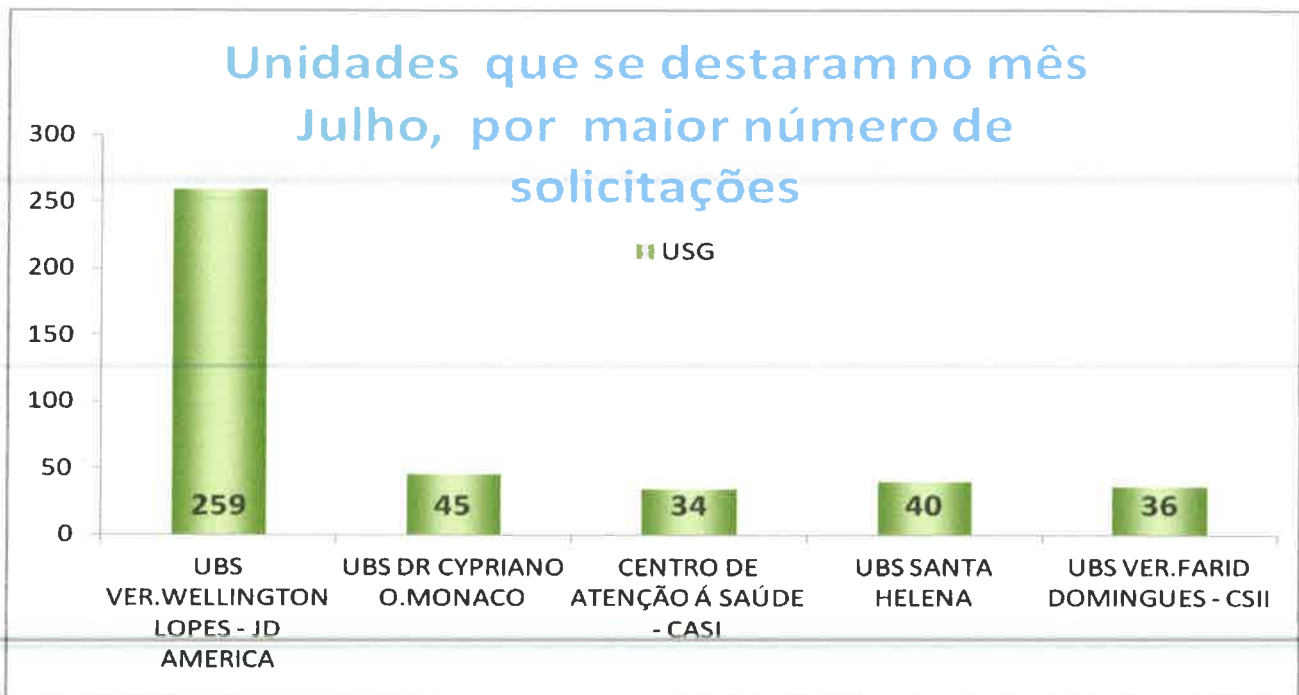 Unidades que se destaram no mês
Julho, por maior número de
solicitações
USG
300
250
200
150
100
50
0
259
45
34
40
36
UBS
VER.WELLINGTON
LOPES - JD
AMERICA
UBS DR CYPRIANO
O.MONACO
CENTRO DE
ATENÇÃO Á SAÚDE
- CASI
UBS SANTA
HELENA
UBS VER.FARID
DOMINGUES - CSII